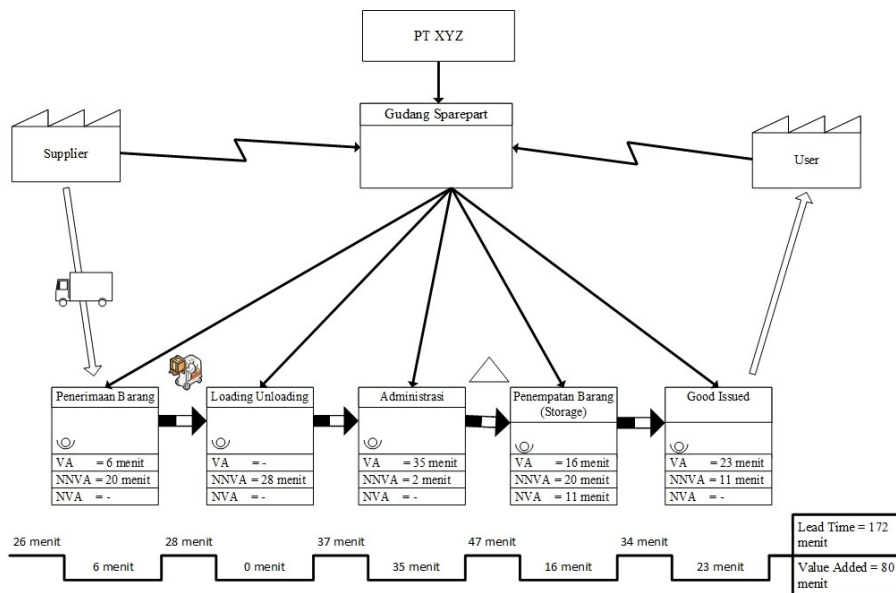 PT XYZ
Gudang Sparepart
Supplier
User
Penerimaan Barang
VA = 6 menit
NNVA = 20 menit
NVA = -
Loading Unloading
VA = -
NNVA = 28 menit
NVA = -
Administrasi
VA = 35 menit
NNVA = 2 menit
NVA = -
Penempatan Barang
(Storage)
VA = 16 menit
NNVA = 20 menit
NVA = 11 menit
Good Issued
VA = 23 menit
NNVA = 11 menit
NVA = -
26 menit
6 menit
28 menit
0 menit
37 menit
35 menit
47 menit
16 menit
34 menit
23 menit
Lead Time = 172
menit
Value Added = 80
menit